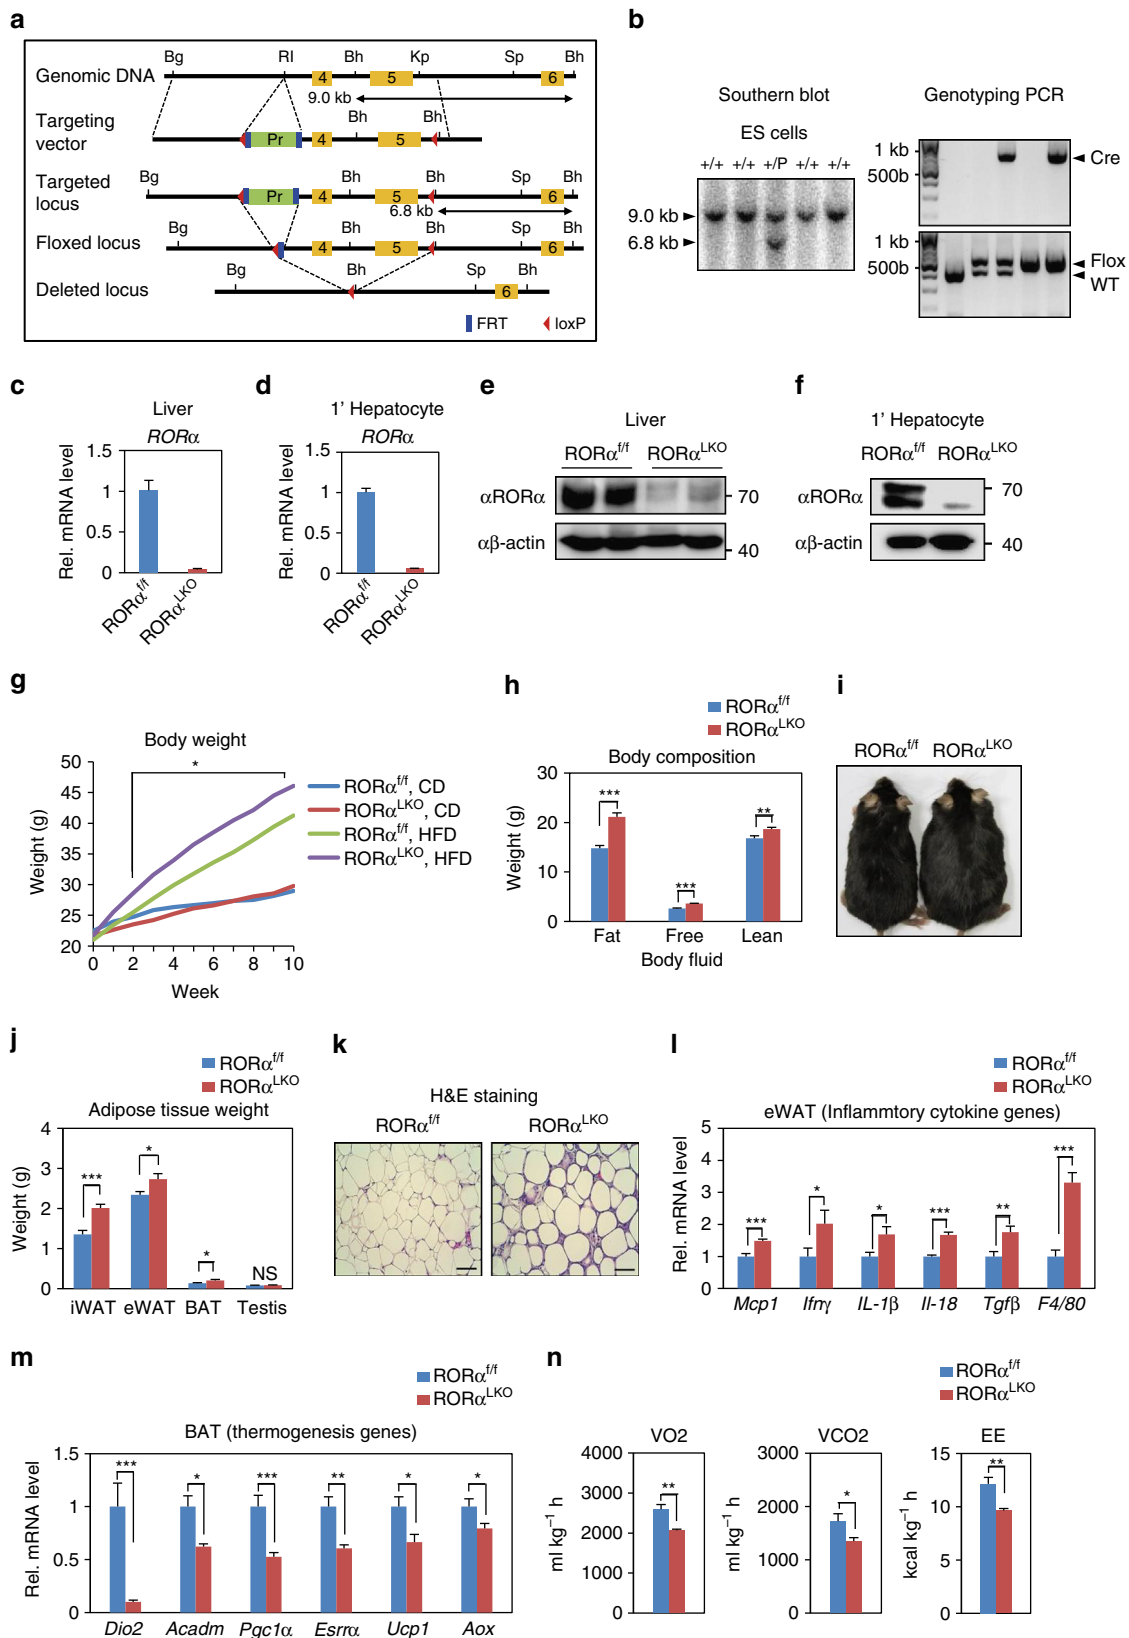 a
Bg RI Bh Kp Sp Bh
Genomic DNA 4 5 6
9.0 kb
Targeting vector
Bh Bh
Pr 4 5
Targeted locus
Bg Bh Bh Sp Bh
Pr 4 5 6
6.8 kb
Floxed locus
Bg Bh Bh Sp Bh
4 5 6
Deleted locus
Bg Bh Sp Bh
6
FRT loxP
b
Southern blot
ES cells
+/+ +/+ +/P +/+ +/+
9.0 kb
6.8 kb
Genotyping PCR
1 kb
500b
Cre
1 kb
500b
Flox
WT
c
Liver
RORα
Rel. mRNA level
1.5
1
0.5
0
RORα^f/f
RORα^LKO
d
1' Hepatocyte
RORα
Rel. mRNA level
1.5
1
0.5
0
RORα^f/f
RORα^LKO
e
Liver
RORα^f/f RORα^LKO
αRORα 70
αβ-actin 40
f
1' Hepatocyte
RORα^f/f RORα^LKO
αRORα 70
αβ-actin 40
g
Body weight
Weight (g)
50
45
40
35
30
25
20
*
0 2 4 6 8 10
Week
RORα^f/f, CD
RORα^LKO, CD
RORα^f/f, HFD
RORα^LKO, HFD
h
RORα^f/f
RORα^LKO
Body composition
Weight (g)
30
20
10
0
*** *** **
Fat Free Lean
Body fluid
i
RORα^f/f RORα^LKO
j
RORα^f/f
RORα^LKO
Adipose tissue weight
Weight (g)
4
3
2
1
0
*** * * NS
iWAT eWAT BAT Testis
k
H&E staining
RORα^f/f RORα^LKO
l
RORα^f/f
RORα^LKO
eWAT (Inflammtory cytokine genes)
Rel. mRNA level
5
4
3
2
1
0
*** * * *** ** ***
Mcp1 Ifnγ IL-1β Il-18 Tgfβ F4/80
m
RORα^f/f
RORα^LKO
BAT (thermogenesis genes)
Rel. mRNA level
1.5
1
0.5
0
*** * *** ** * *
Dio2 Acadm Pgc1α Esrrα Ucp1 Aox
n
RORα^f/f
RORα^LKO
VO2
ml kg⁻¹ h
4000
3000
2000
1000
0
**
VCO2
ml kg⁻¹ h
3000
2000
1000
0
*
EE
kcal kg⁻¹ h
15
10
5
0
**